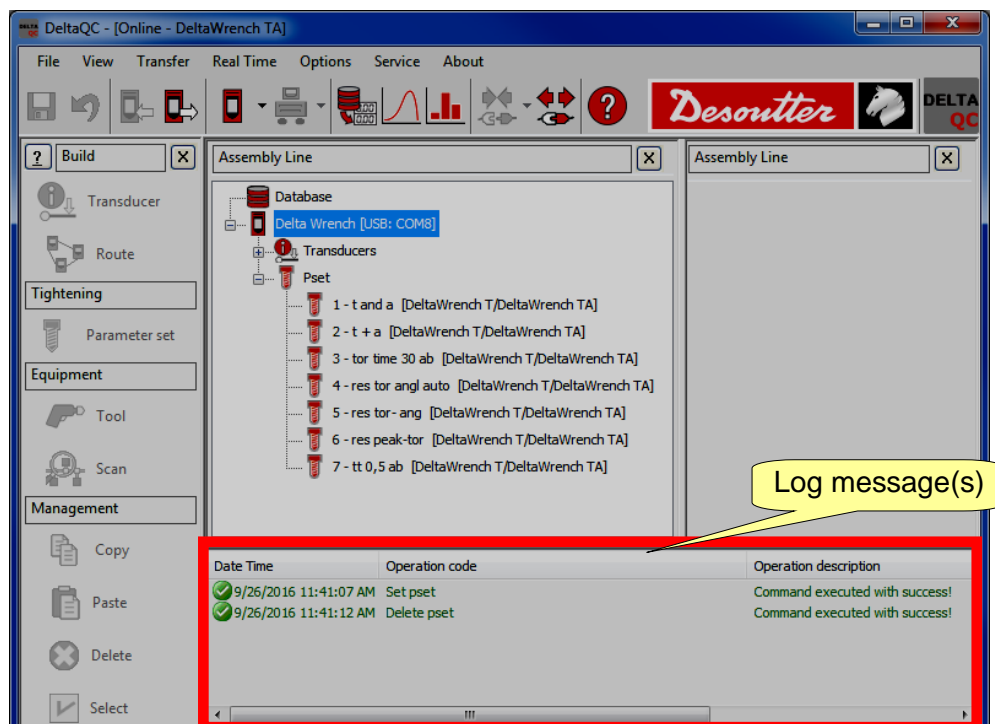 DELTA QC DeltaQC - [Online - DeltaWrench TA]
File View Transfer Real Time Options Service About
Desoutter DELTA QC
? Build X
Assembly Line X
Assembly Line X
Transducer
Route
Tightening
Parameter set
Equipment
Tool
Scan
Management
Copy
Paste
Delete
Select
Database
Delta Wrench [USB: COM8]
Transducers
Pset
1 - t and a [DeltaWrench T/DeltaWrench TA]
2 - t + a [DeltaWrench T/DeltaWrench TA]
3 - tor time 30 ab [DeltaWrench T/DeltaWrench TA]
4 - res tor angl auto [DeltaWrench T/DeltaWrench TA]
5 - res tor- ang [DeltaWrench T/DeltaWrench TA]
6 - res peak-tor [DeltaWrench T/DeltaWrench TA]
7 - tt 0,5 ab [DeltaWrench T/DeltaWrench TA]
Log message(s)
Date Time Operation code Operation description
9/26/2016 11:41:07 AM Set pset Command executed with success!
9/26/2016 11:41:12 AM Delete pset Command executed with success!